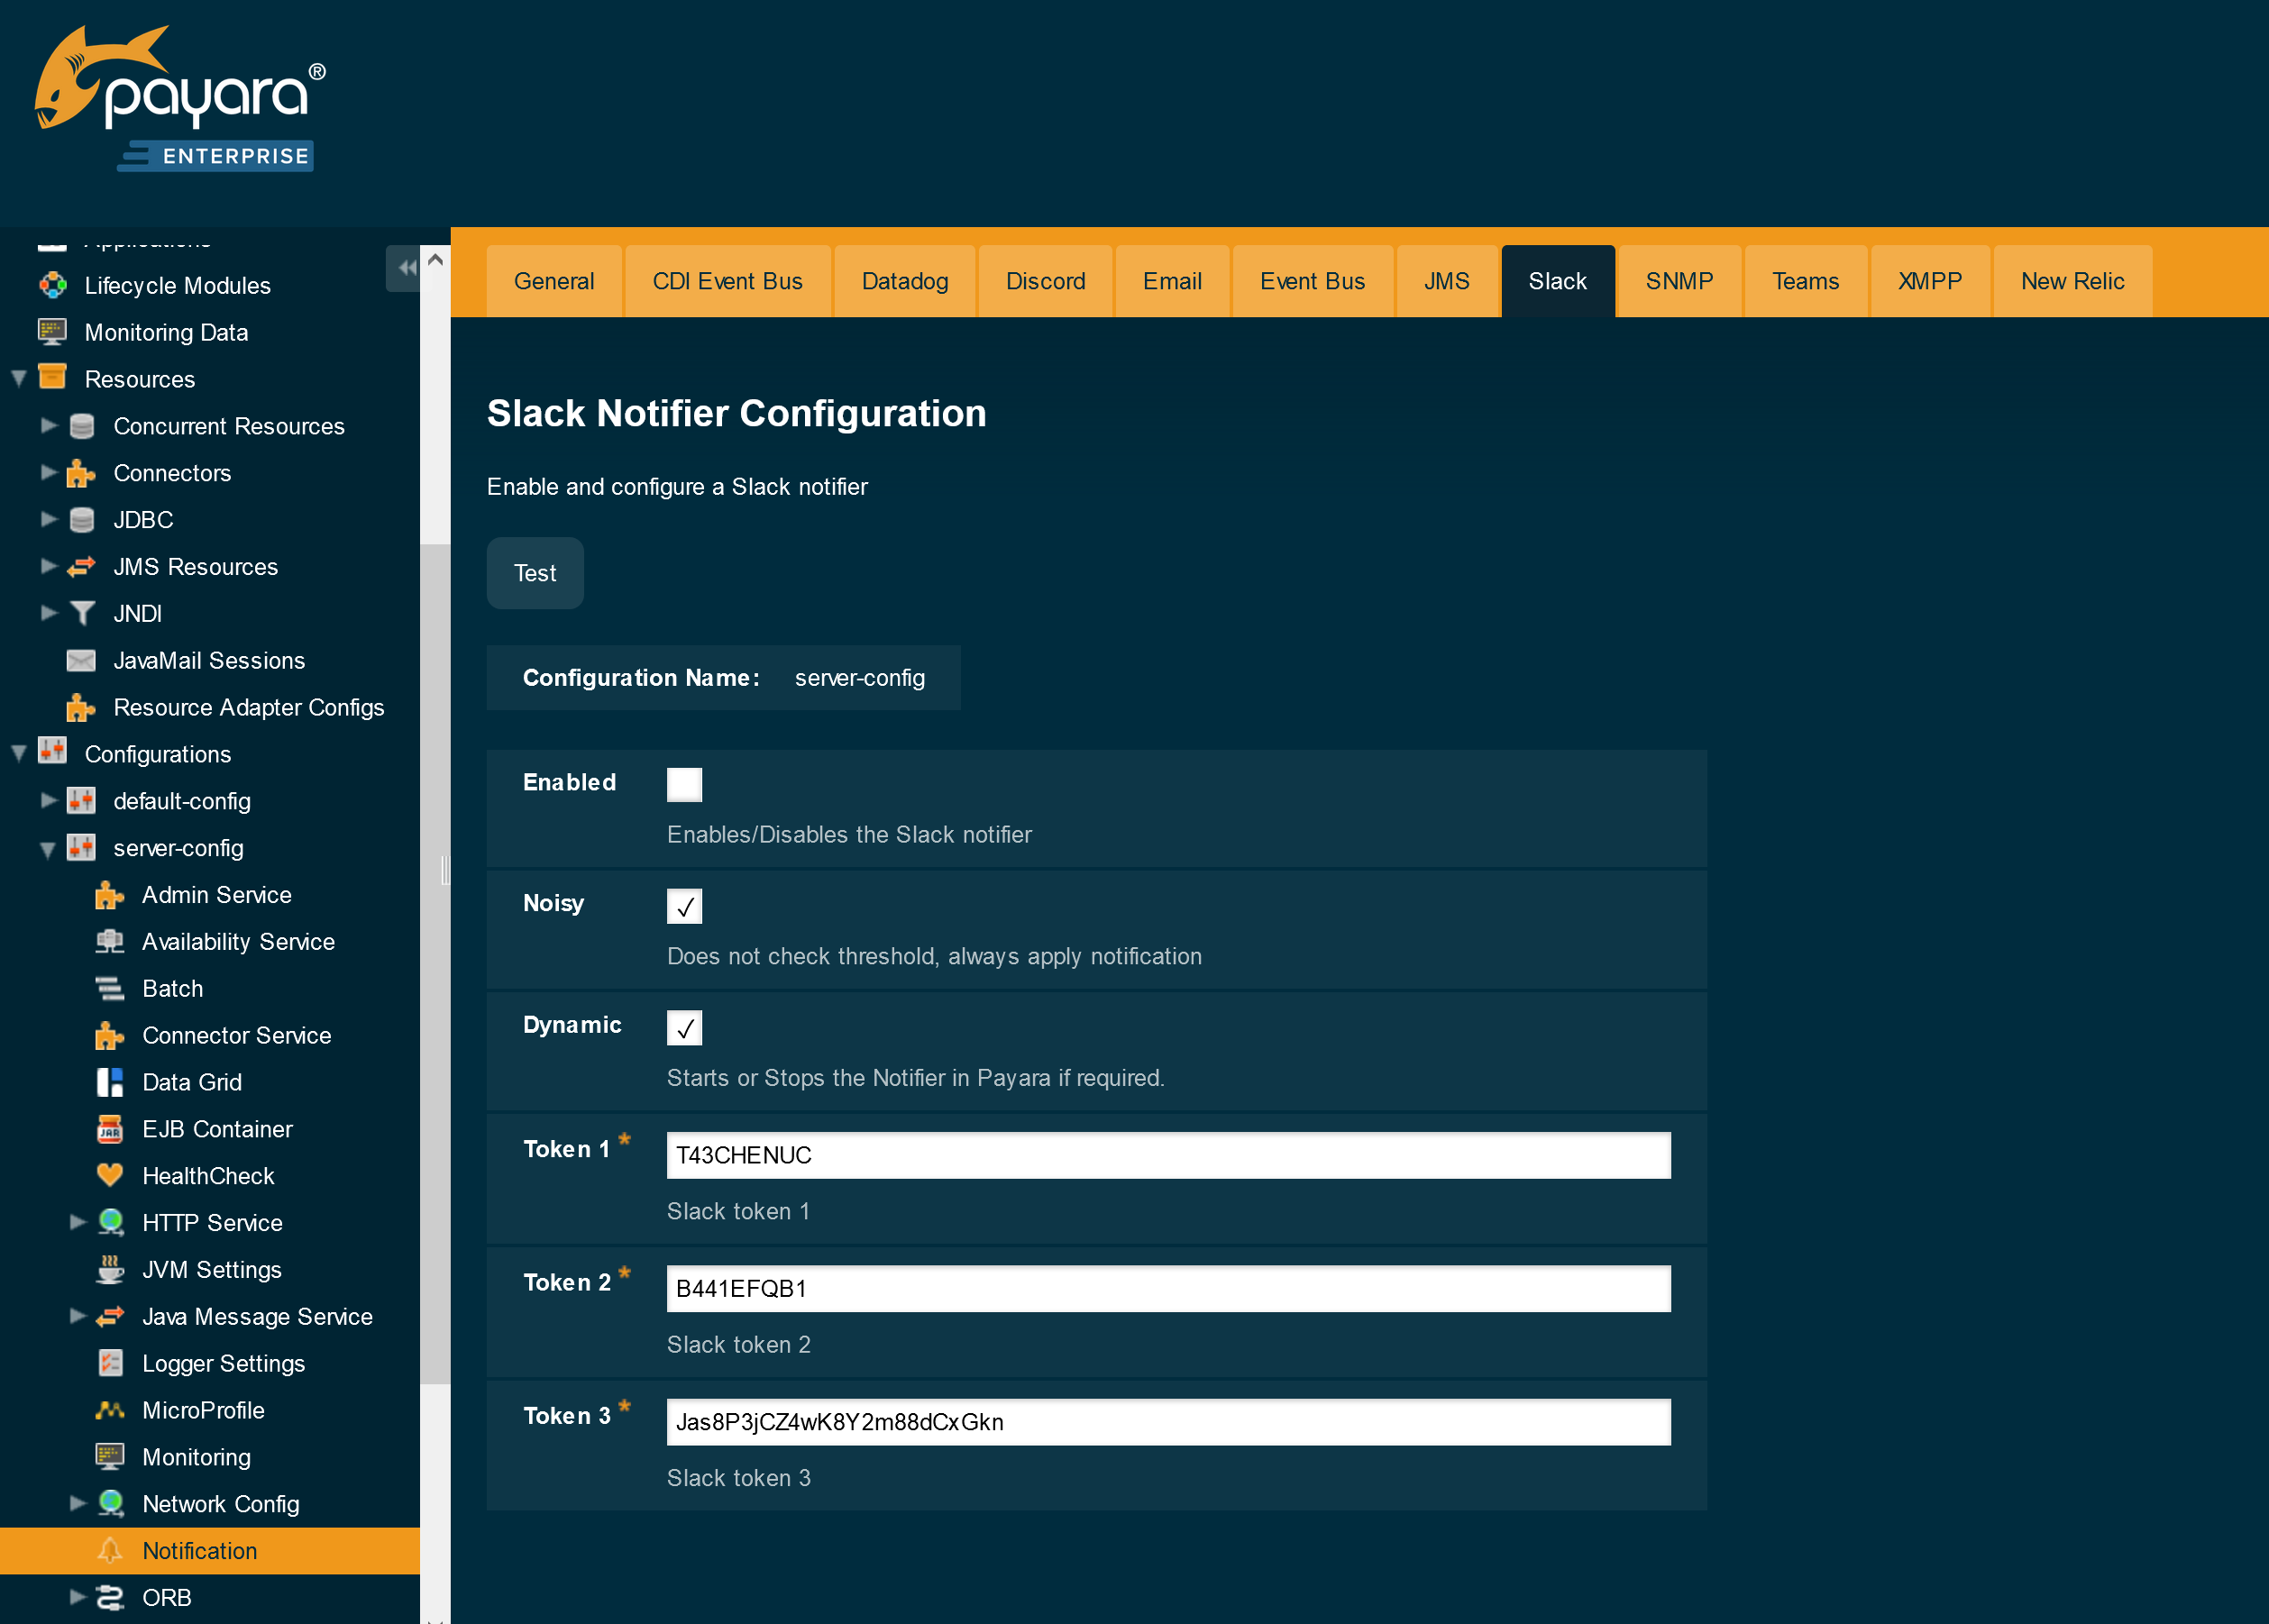 payara®
ENTERPRISE
Applications
Lifecycle Modules
Monitoring Data
Resources
Concurrent Resources
Connectors
JDBC
JMS Resources
JNDI
JavaMail Sessions
Resource Adapter Configs
Configurations
default-config
server-config
Admin Service
Availability Service
Batch
Connector Service
Data Grid
EJB Container
HealthCheck
HTTP Service
JVM Settings
Java Message Service
Logger Settings
MicroProfile
Monitoring
Network Config
Notification
ORB
General CDI Event Bus Datadog Discord Email Event Bus JMS Slack SNMP Teams XMPP New Relic
Slack Notifier Configuration
Enable and configure a Slack notifier
Test
Configuration Name: server-config
Enabled
Enables/Disables the Slack notifier
Noisy
Does not check threshold, always apply notification
Dynamic
Starts or Stops the Notifier in Payara if required.
Token 1 * T43CHENUC
Slack token 1
Token 2 * B441EFQB1
Slack token 2
Token 3 * Jas8P3jCZ4wK8Y2m88dCxGkn
Slack token 3